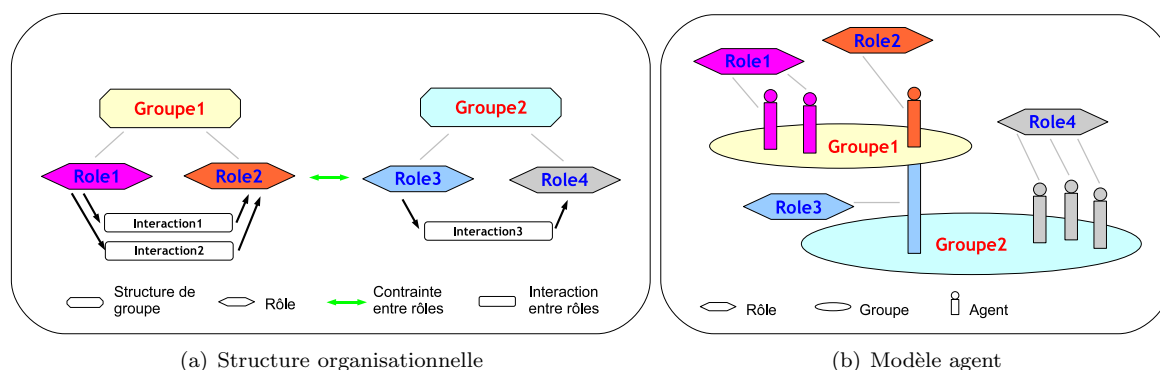 Groupe1
Groupe2
Role1
Role2
Role3
Role4
Interaction1
Interaction2
Interaction3
Structure de
groupe
Rôle
Contrainte
entre rôles
Interaction
entre rôles
(a) Structure organisationnelle
Role2
Role1
Role4
Groupe1
Role3
Groupe2
Rôle
Groupe
Agent
(b) Modèle agent